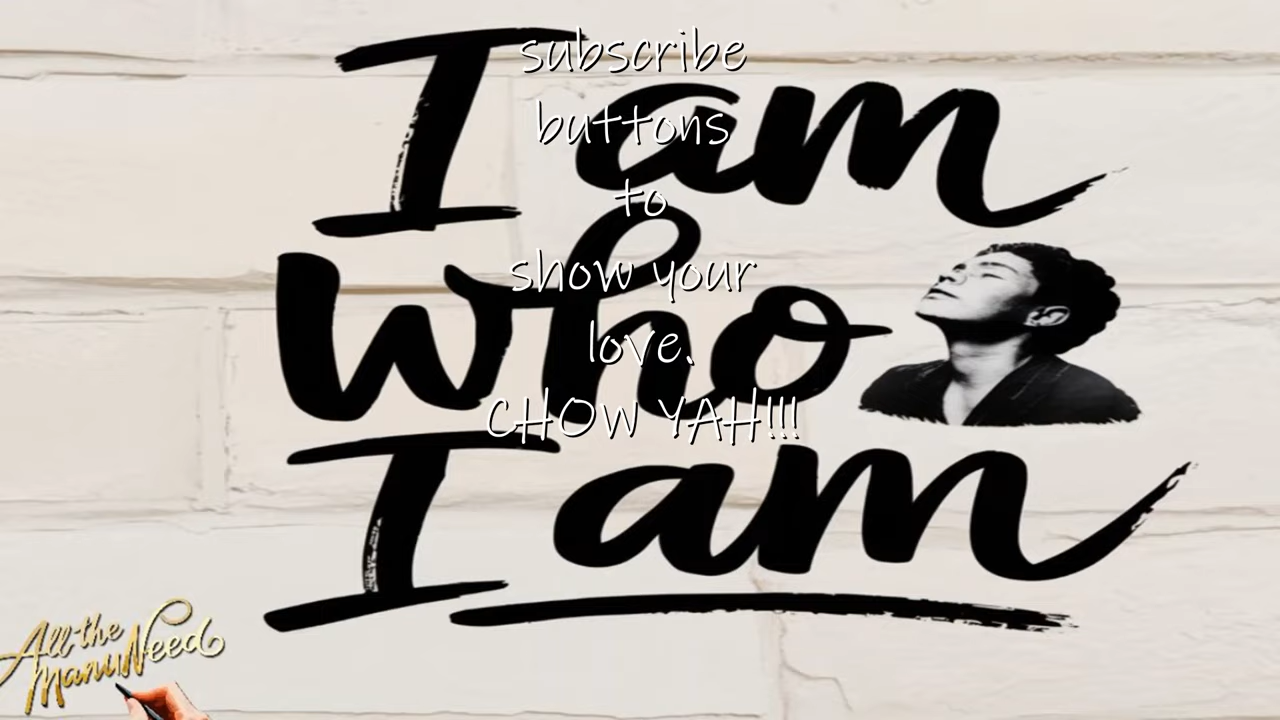 I am
who
I am
subscribe
buttons
to
show your
love.
CHOW YAH!!!
All the
ManuNeed